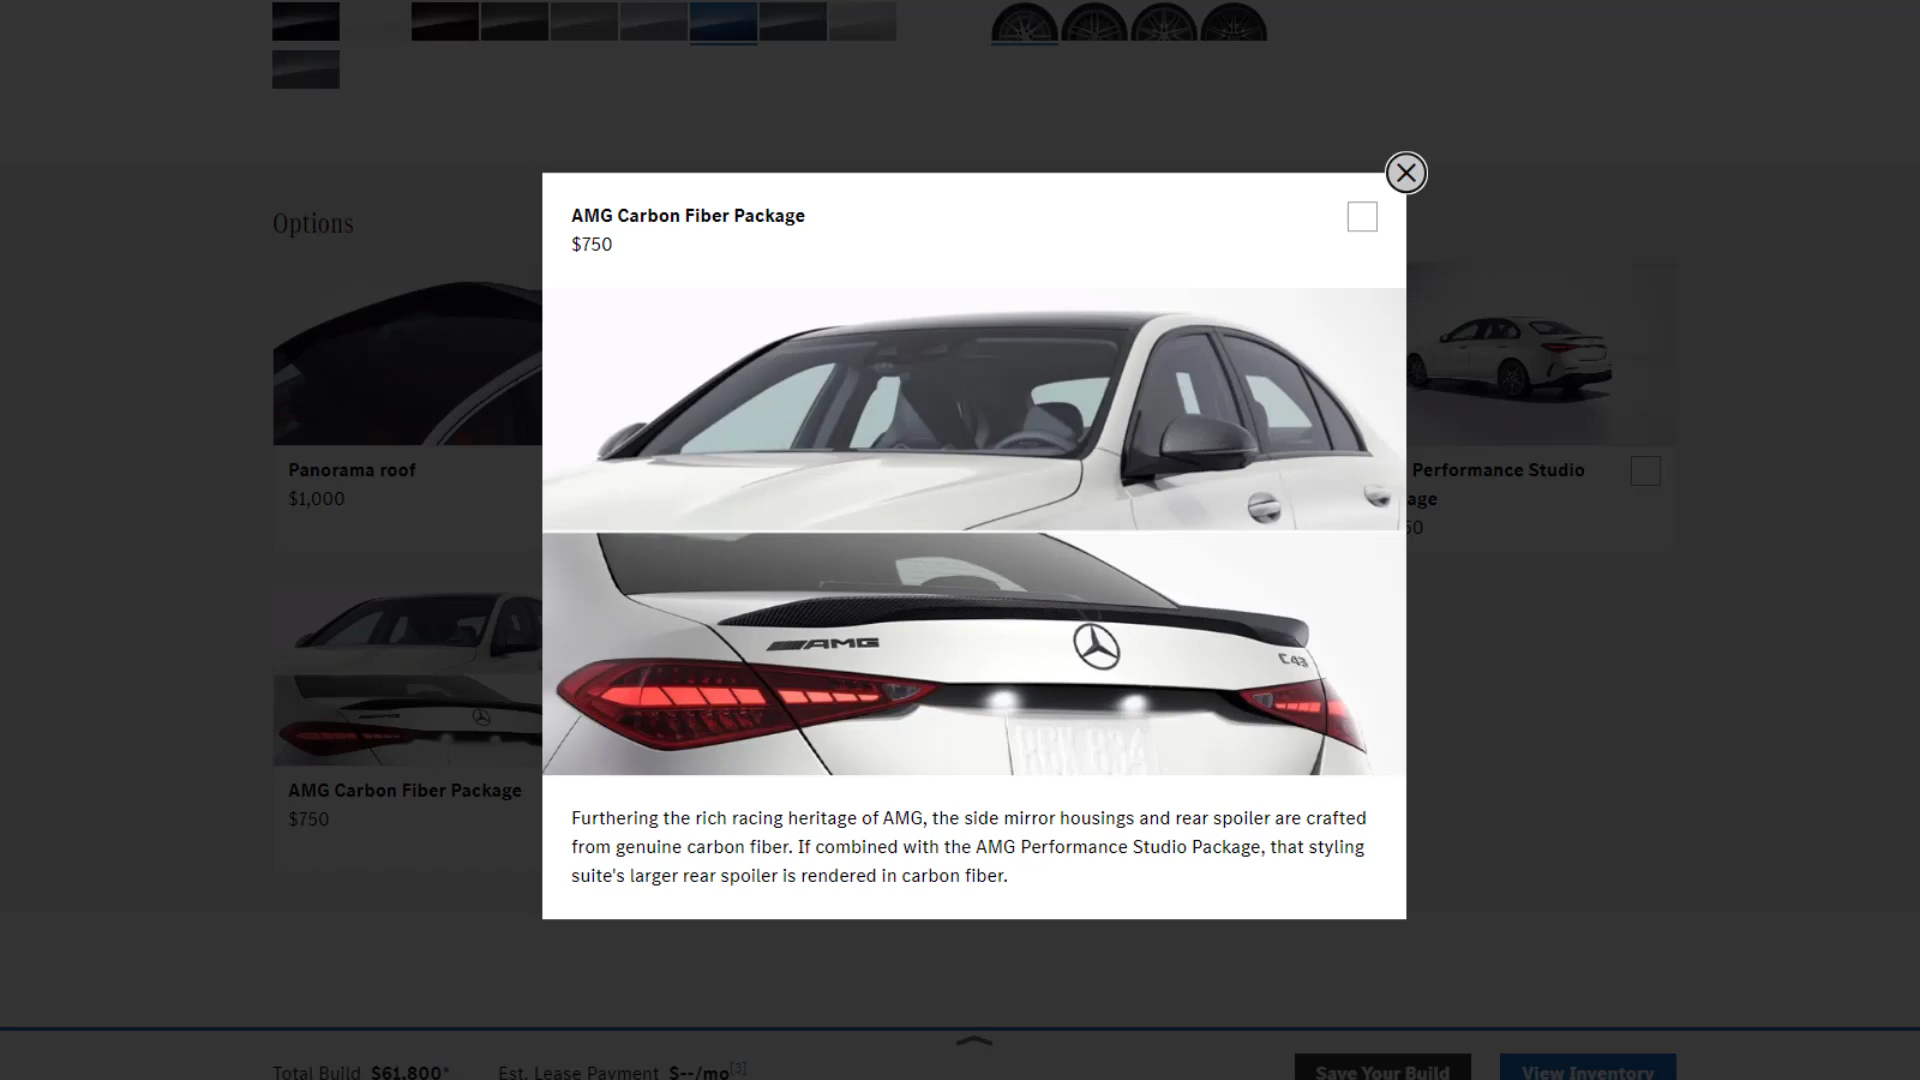 Options
AMG Carbon Fiber Package
$750
AMG
C43
Panorama roof
$1,000
Performance Studio
age
50
AMG Carbon Fiber Package
$750
Furthering the rich racing heritage of AMG, the side mirror housings and rear spoiler are crafted
from genuine carbon fiber. If combined with the AMG Performance Studio Package, that styling
suite's larger rear spoiler is rendered in carbon fiber.
Total Build $61,800*
Est. Lease Payment $--/mo[3]
Save Your Build
View Inventory